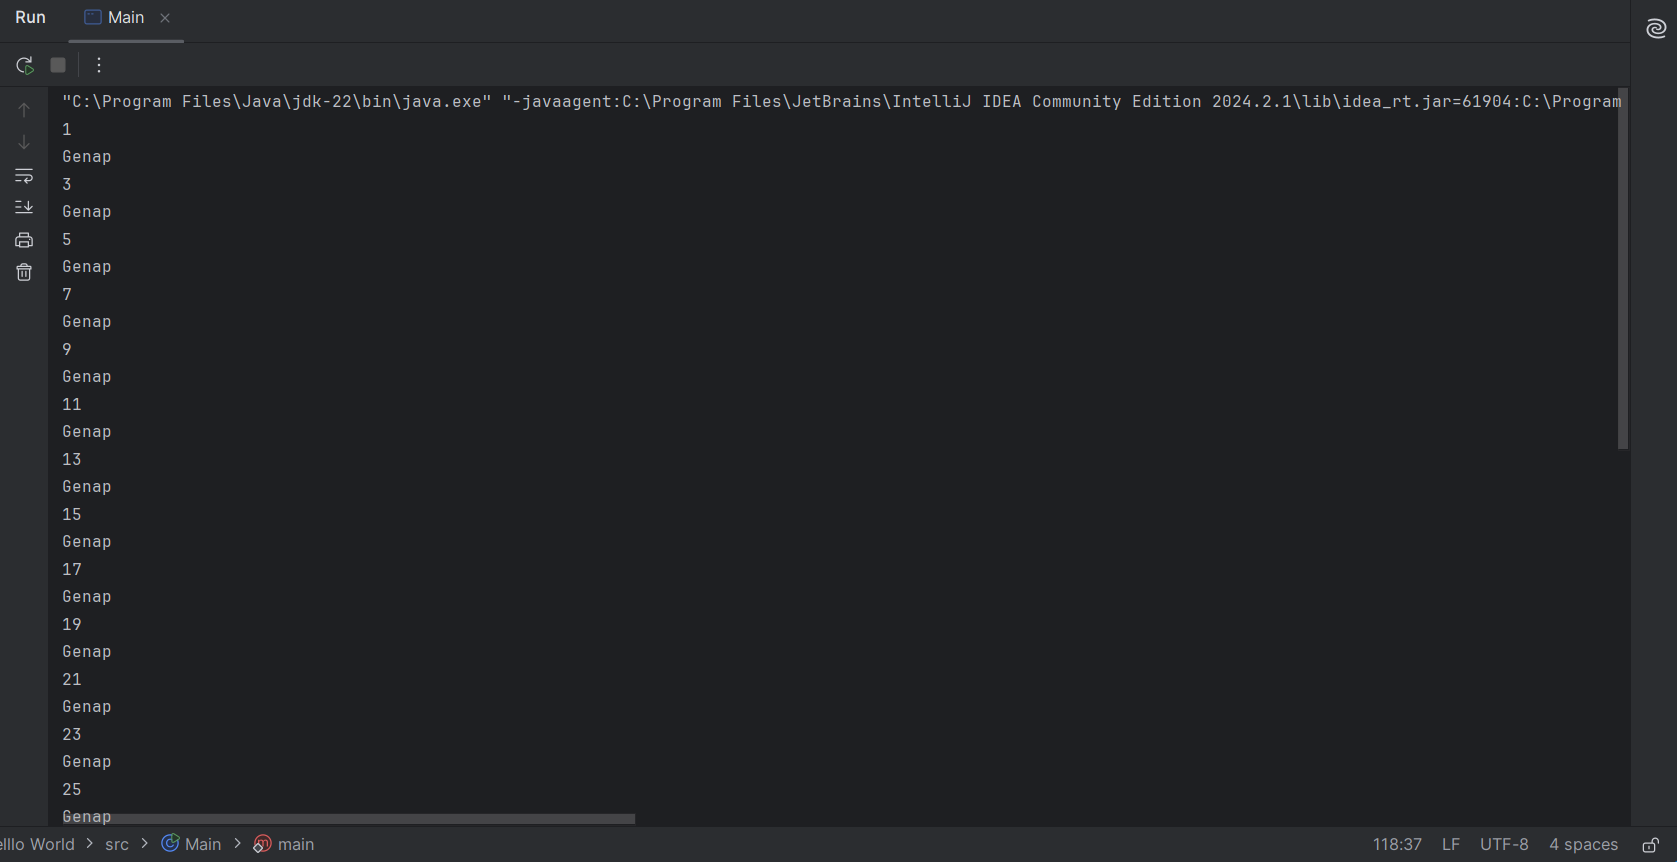 Run Main
"C:\Program Files\Java\jdk-22\bin\java.exe" "-javaagent:C:\Program Files\JetBrains\IntelliJ IDEA Community Edition 2024.2.1\lib\idea_rt.jar=61904:C:\Program
1
Genap
3
Genap
5
Genap
7
Genap
9
Genap
11
Genap
13
Genap
15
Genap
17
Genap
19
Genap
21
Genap
23
Genap
25
Genap
elllo World > src > Main > main 118:37 LF UTF-8 4 spaces